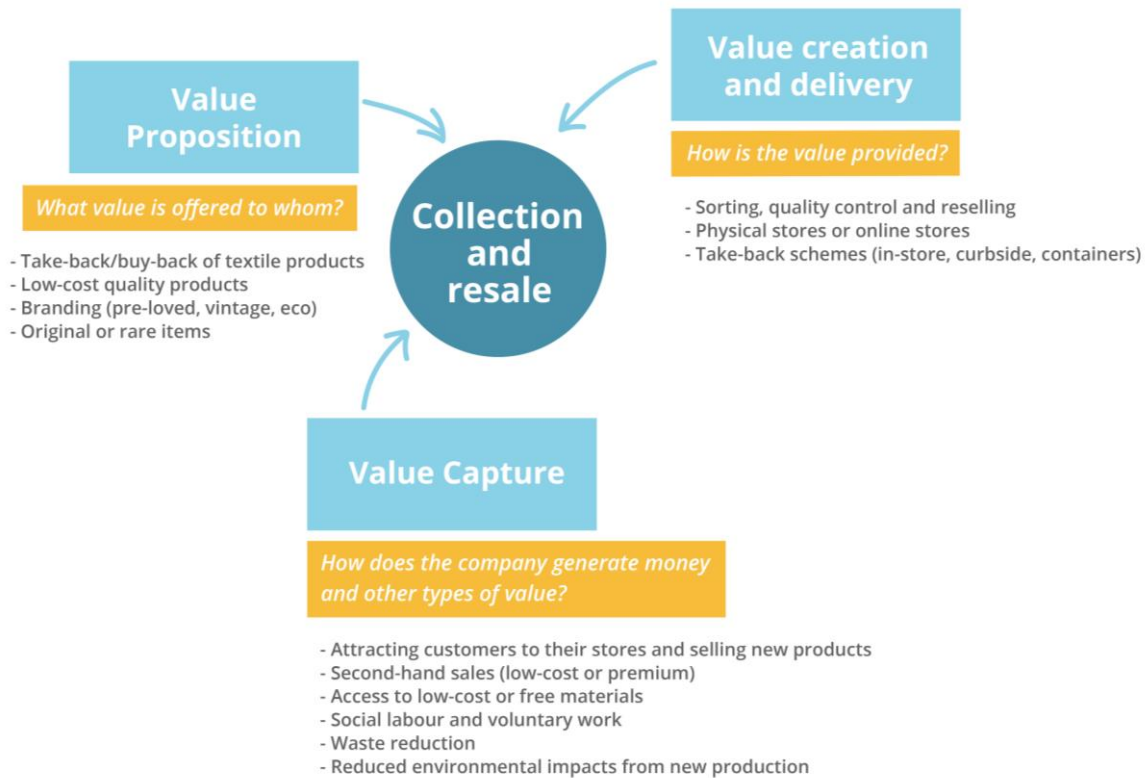 Value
Proposition
What value is offered to whom?
- Take-back/buy-back of textile products
- Low-cost quality products
- Branding (pre-loved, vintage, eco)
- Original or rare items
Collection
and
resale
Value creation
and delivery
How is the value provided?
- Sorting, quality control and reselling
- Physical stores or online stores
- Take-back schemes (in-store, curbside, containers)
Value Capture
How does the company generate money
and other types of value?
- Attracting customers to their stores and selling new products
- Second-hand sales (low-cost or premium)
- Access to low-cost or free materials
- Social labour and voluntary work
- Waste reduction
- Reduced environmental impacts from new production